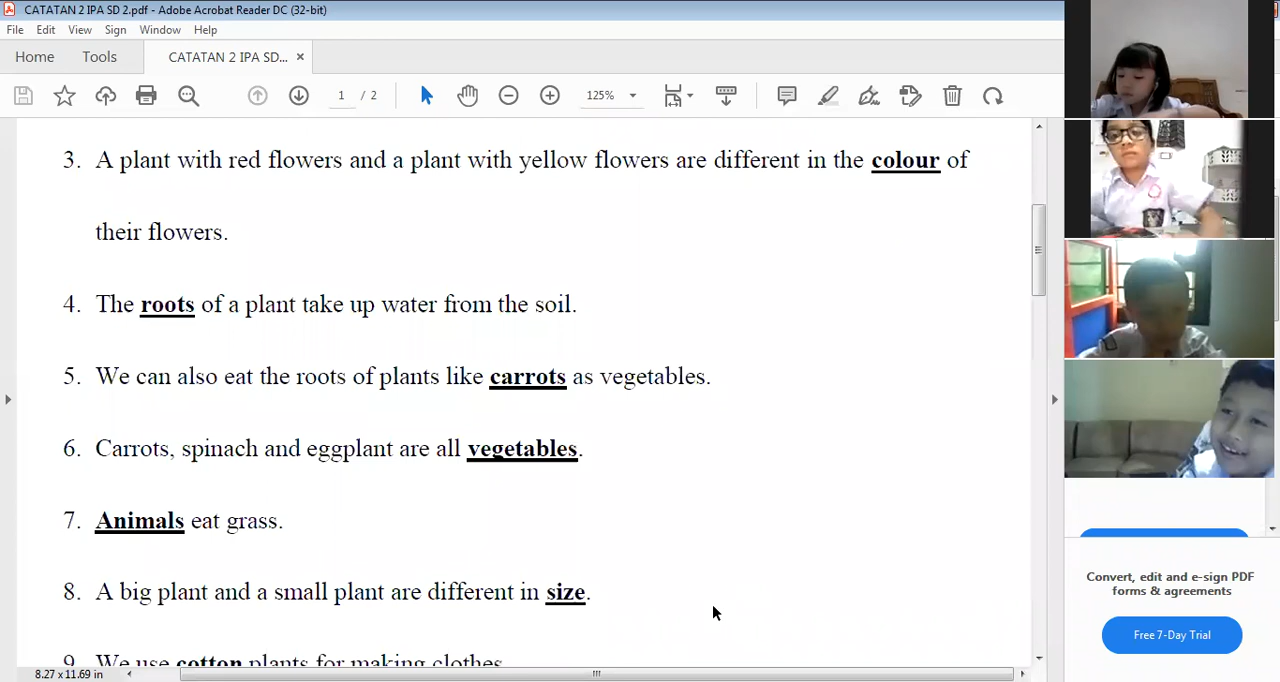 CATATAN 2 IPA SD 2.pdf - Adobe Acrobat Reader DC (32-bit)
File Edit View Sign Window Help
Home Tools CATATAN 2 IPA SD... ×
1 / 2 125%
3. A plant with red flowers and a plant with yellow flowers are different in the colour of
their flowers.
4. The roots of a plant take up water from the soil.
5. We can also eat the roots of plants like carrots as vegetables.
6. Carrots, spinach and eggplant are all vegetables.
7. Animals eat grass.
8. A big plant and a small plant are different in size.
9. We use cotton plants for making clothes.
8.27 x 11.69 in
Convert, edit and e-sign PDF
forms & agreements
Free 7-Day Trial